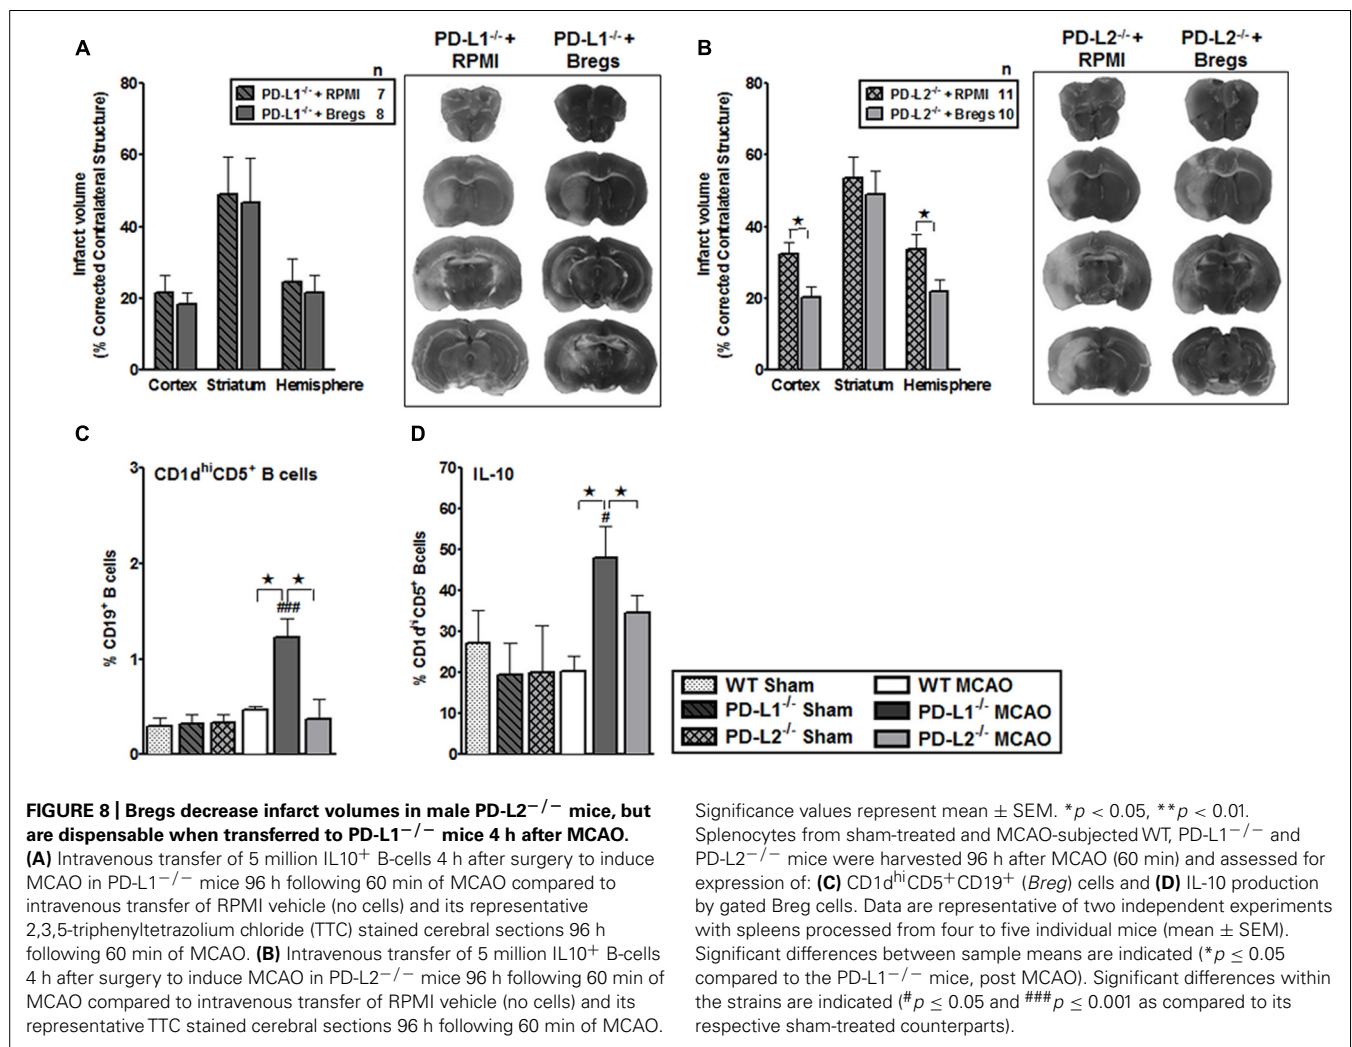 A
PD-L1-/-+ RPMI
PD-L1-/-+ Bregs
n
PD-L1-/- + RPMI 7
PD-L1-/- + Bregs 8
Infarct volume
(% Corrected Contralateral Structure)
80
60
40
20
0
Cortex Striatum Hemisphere
B
PD-L2-/-+ RPMI
PD-L2-/-+ Bregs
n
PD-L2-/- + RPMI 11
PD-L2-/- + Bregs 10
Infarct volume
(% Corrected Contralateral Structure)
80
60
40
20
0
★ ★
Cortex Striatum Hemisphere
C
CD1dhiCD5+ B cells
% CD19+ B cells
3
2
1
0
★ ★
###
D
IL-10
% CD1dhiCD5+ Bcells
70
60
50
40
30
20
10
0
★ ★
#
WT Sham
PD-L1-/- Sham
PD-L2-/- Sham
WT MCAO
PD-L1-/- MCAO
PD-L2-/- MCAO
FIGURE 8 | Bregs decrease infarct volumes in male PD-L2−/− mice, but
are dispensable when transferred to PD-L1−/− mice 4 h after MCAO.
(A) Intravenous transfer of 5 million IL10+ B-cells 4 h after surgery to induce
MCAO in PD-L1−/− mice 96 h following 60 min of MCAO compared to
intravenous transfer of RPMI vehicle (no cells) and its representative
2,3,5-triphenyltetrazolium chloride (TTC) stained cerebral sections 96 h
following 60 min of MCAO. (B) Intravenous transfer of 5 million IL10+ B-cells
4 h after surgery to induce MCAO in PD-L2−/− mice 96 h following 60 min of
MCAO compared to intravenous transfer of RPMI vehicle (no cells) and its
representative TTC stained cerebral sections 96 h following 60 min of MCAO.
Significance values represent mean ± SEM. *p < 0.05, **p < 0.01.
Splenocytes from sham-treated and MCAO-subjected WT, PD-L1−/− and
PD-L2−/− mice were harvested 96 h after MCAO (60 min) and assessed for
expression of: (C) CD1dhiCD5+CD19+ (Breg) cells and (D) IL-10 production
by gated Breg cells. Data are representative of two independent experiments
with spleens processed from four to five individual mice (mean ± SEM).
Significant differences between sample means are indicated (*p ≤ 0.05
compared to the PD-L1−/− mice, post MCAO). Significant differences within
the strains are indicated (#p ≤ 0.05 and ###p ≤ 0.001 as compared to its
respective sham-treated counterparts).